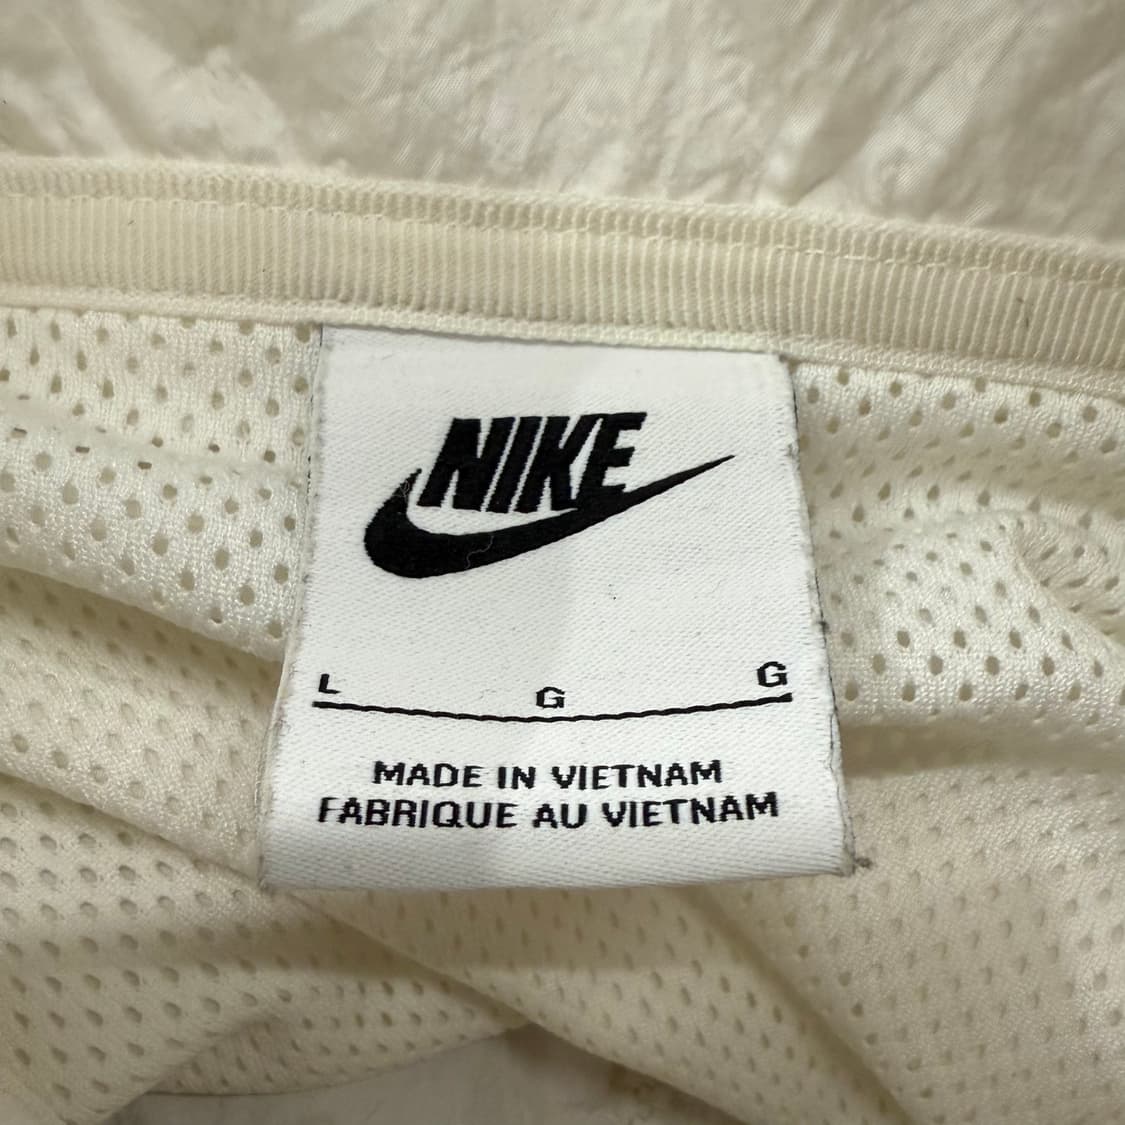 NIKE
L G G
MADE IN VIETNAM
FABRIQUE AU VIETNAM